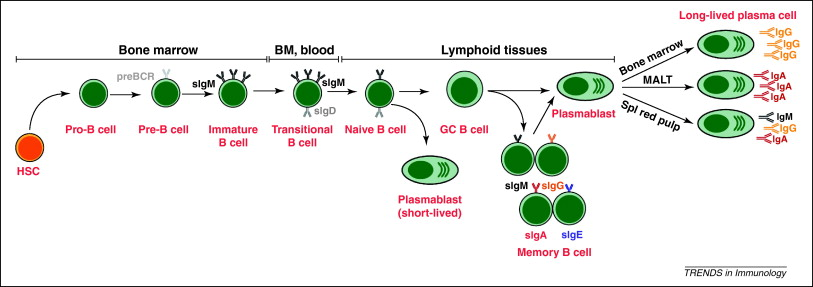 Long-lived plasma cell
Bone marrow
BM, blood
Lymphoid tissues
Bone marrow
IgG
IgG
IgG
preBCR
sIgM
sIgM
MALT
IgA
IgA
IgA
sIgD
Plasmablast
Spl red pulp
IgM
IgG
IgA
Pro-B cell
Pre-B cell
Immature
B cell
Transitional
B cell
Naive B cell
GC B cell
HSC
Plasmablast
(short-lived)
sIgM
sIgG
sIgA
sIgE
Memory B cell
TRENDS in Immunology